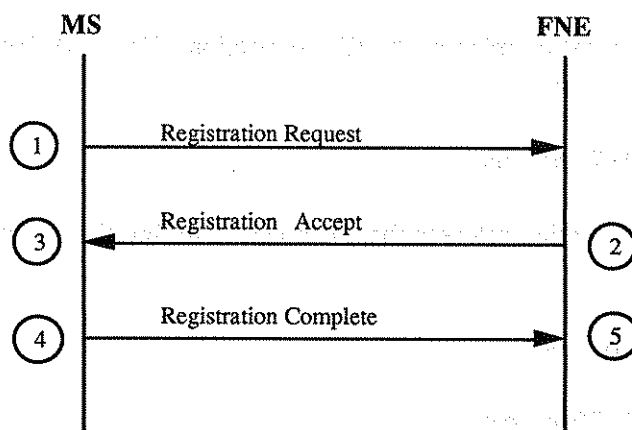 MS FNE
1 Registration Request
3 Registration Accept 2
4 Registration Complete 5